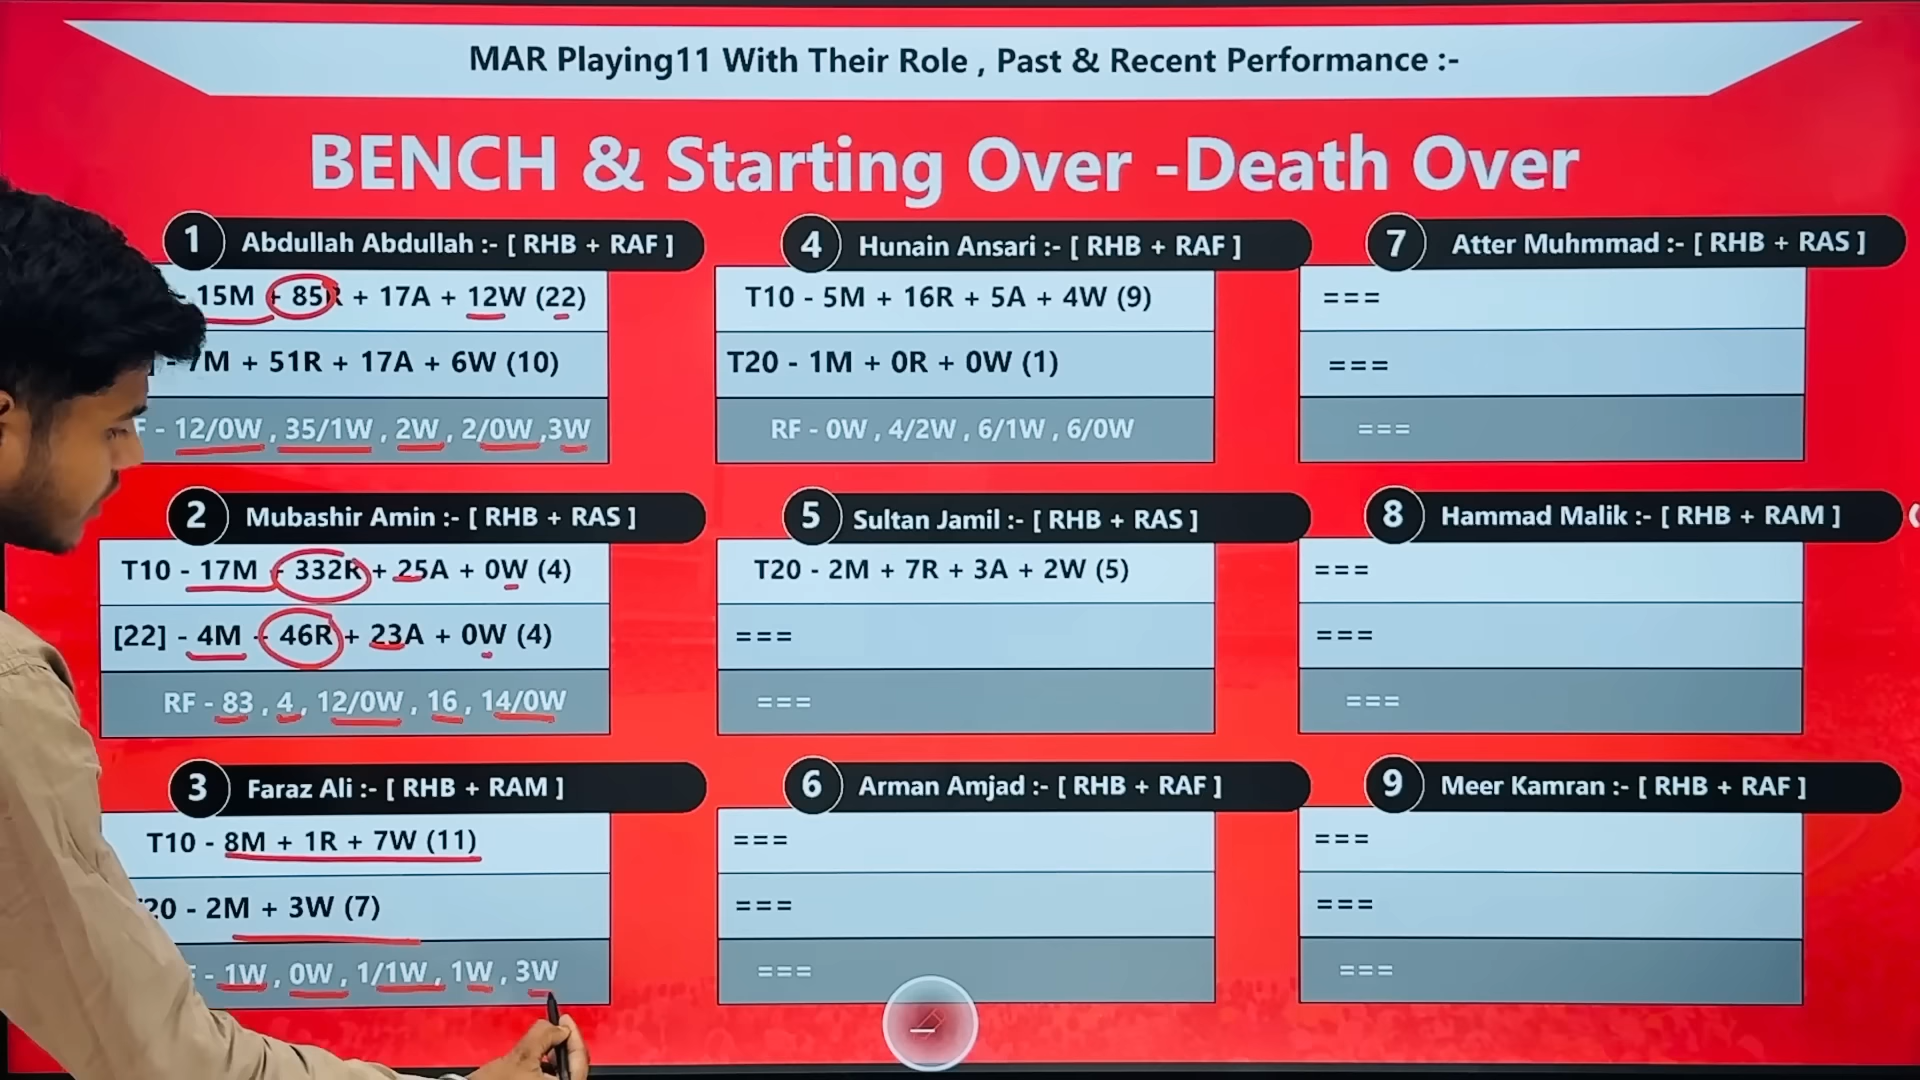 MAR Playing11 With Their Role , Past & Recent Performance :-
BENCH & Starting Over -Death Over
1 Abdullah Abdullah :- [ RHB + RAF ]
15M + 85R + 17A + 12W (22)
- 7M + 51R + 17A + 6W (10)
- 12/0W , 35/1W , 2W , 2/0W ,3W
2 Mubashir Amin :- [ RHB + RAS ]
T10 - 17M + 332R + 25A + 0W (4)
[22] - 4M + 46R + 23A + 0W (4)
RF - 83 , 4 , 12/0W , 16 , 14/0W
3 Faraz Ali :- [ RHB + RAM ]
T10 - 8M + 1R + 7W (11)
20 - 2M + 3W (7)
- 1W , 0W , 1/1W , 1W , 3W
4 Hunain Ansari :- [ RHB + RAF ]
T10 - 5M + 16R + 5A + 4W (9)
T20 - 1M + 0R + 0W (1)
RF - 0W , 4/2W , 6/1W , 6/0W
5 Sultan Jamil :- [ RHB + RAS ]
T20 - 2M + 7R + 3A + 2W (5)
===
===
6 Arman Amjad :- [ RHB + RAF ]
===
===
===
7 Atter Muhmmad :- [ RHB + RAS ]
===
===
===
8 Hammad Malik :- [ RHB + RAM ]
===
===
===
9 Meer Kamran :- [ RHB + RAF ]
===
===
===